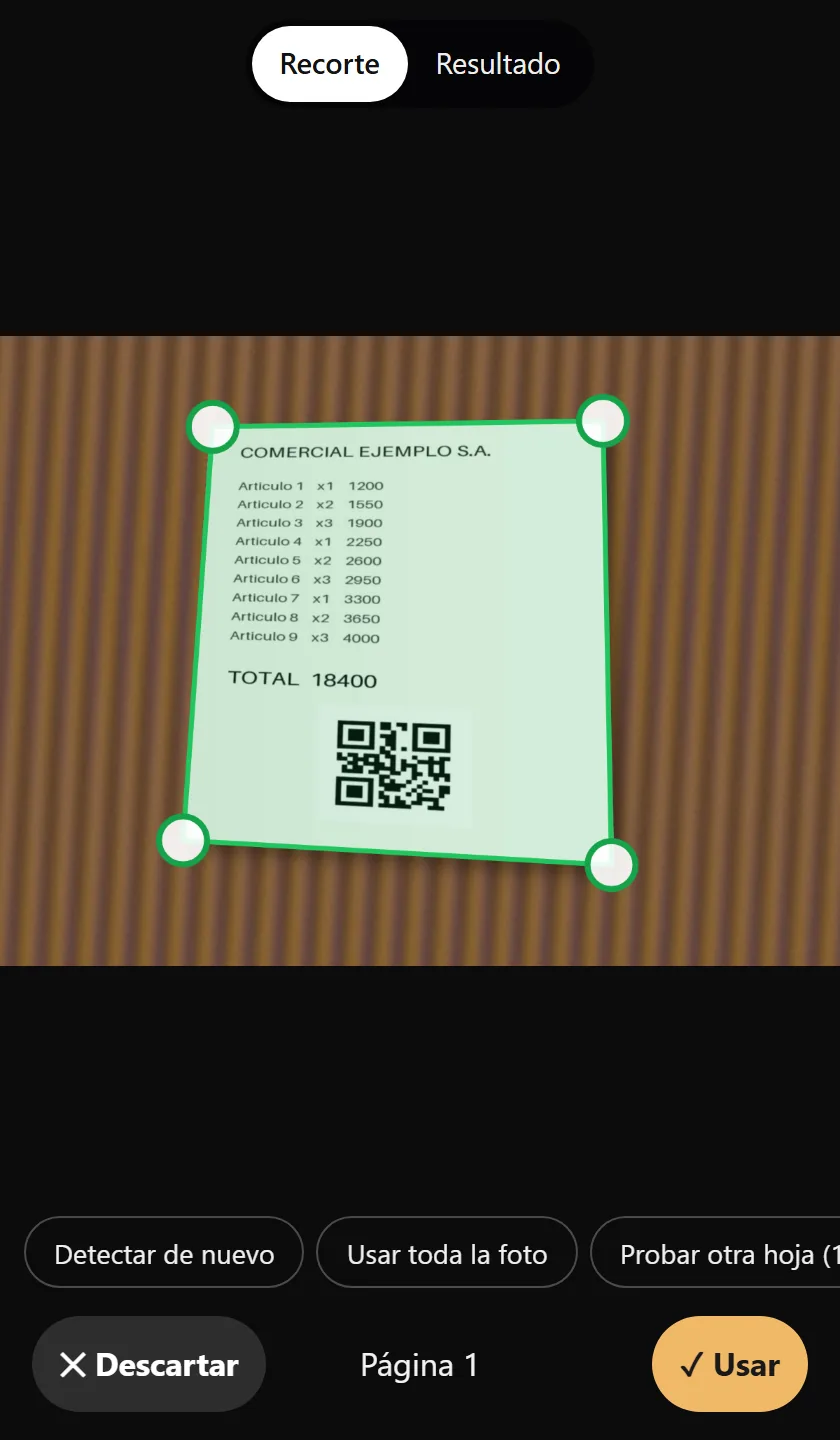 Recorte Resultado
COMERCIAL EJEMPLO S.A.
Articulo 1 x1 1200
Articulo 2 x2 1550
Articulo 3 x3 1900
Articulo 4 x1 2250
Articulo 5 x2 2600
Articulo 6 x3 2950
Articulo 7 x1 3300
Articulo 8 x2 3650
Articulo 9 x3 4000
TOTAL 18400
Detectar de nuevo Usar toda la foto Probar otra hoja (1
Descartar Página 1 Usar